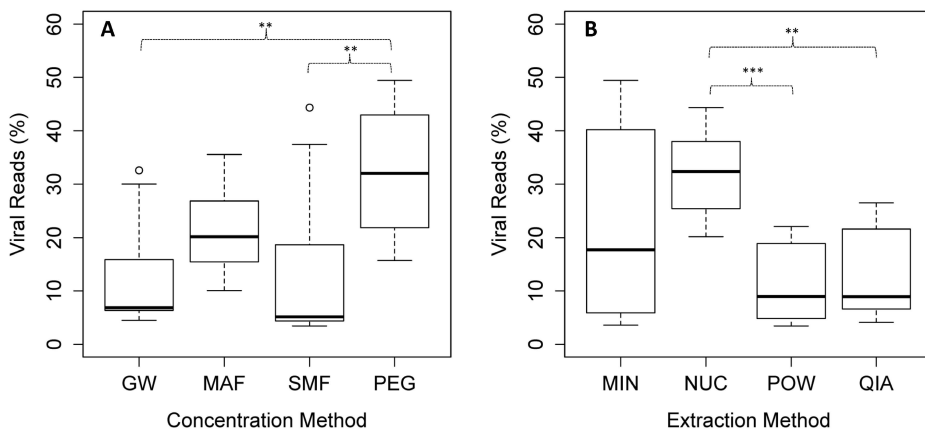 A
**
**
Viral Reads (%)
60
50
40
30
20
10
0
GW MAF SMF PEG
Concentration Method
B
**
***
Viral Reads (%)
60
50
40
30
20
10
0
MIN NUC POW QIA
Extraction Method